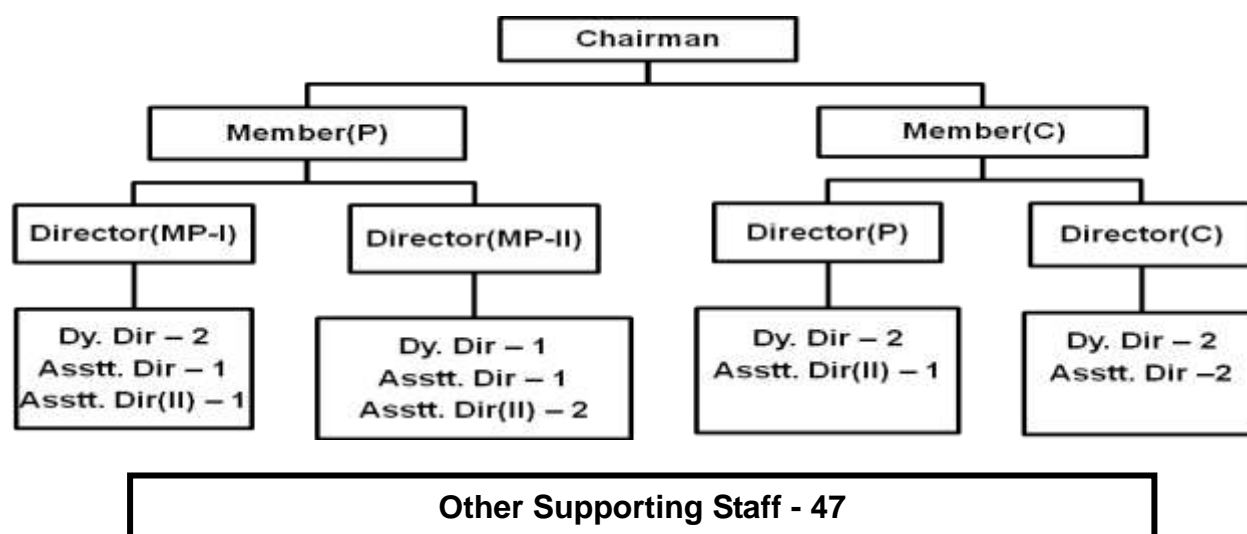 Chairman
Member(P)
Member(C)
Director(MP-I)
Director(MP-II)
Director(P)
Director(C)
Dy. Dir – 2
Asstt. Dir – 1
Asstt. Dir(II) – 1
Dy. Dir – 1
Asstt. Dir – 1
Asstt. Dir(II) – 2
Dy. Dir – 2
Asstt. Dir(II) – 1
Dy. Dir – 2
Asstt. Dir –2
Other Supporting Staff - 47